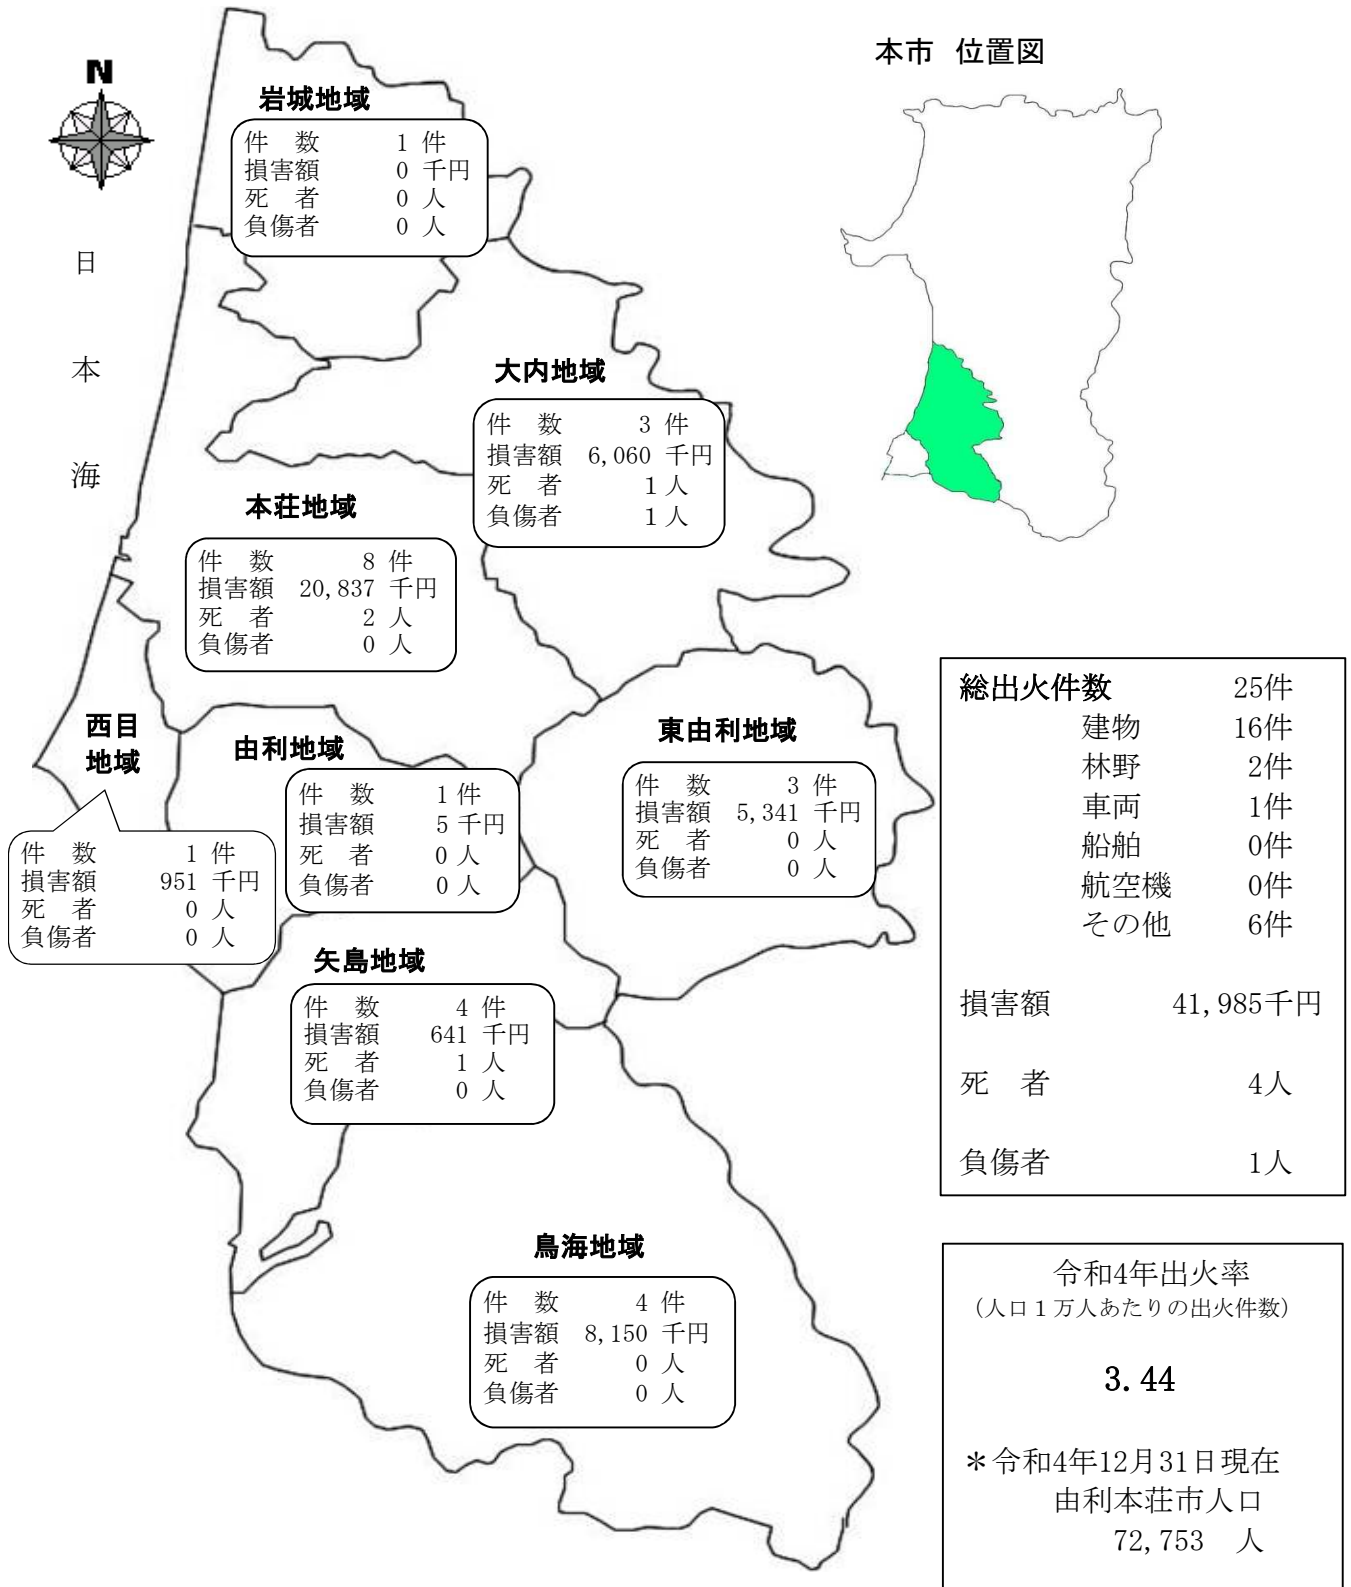 本市 位置図
N
岩城地域
件 数 1 件
損害額 0 千円
死 者 0 人
負傷者 0 人
日
本
海
大内地域
件 数 3 件
損害額 6,060 千円
死 者 1 人
負傷者 1 人
本荘地域
件 数 8 件
損害額 20,837 千円
死 者 2 人
負傷者 0 人
西目
地域
件 数 1 件
損害額 951 千円
死 者 0 人
負傷者 0 人
由利地域
件 数 1 件
損害額 5 千円
死 者 0 人
負傷者 0 人
東由利地域
件 数 3 件
損害額 5,341 千円
死 者 0 人
負傷者 0 人
矢島地域
件 数 4 件
損害額 641 千円
死 者 1 人
負傷者 0 人
鳥海地域
件 数 4 件
損害額 8,150 千円
死 者 0 人
負傷者 0 人
総出火件数 25件
建物 16件
林野 2件
車両 1件
船舶 0件
航空機 0件
その他 6件
損害額 41,985千円
死 者 4人
負傷者 1人
令和4年出火率
（人口１万人あたりの出火件数）
3.44
＊令和4年12月31日現在
由利本荘市人口
72,753 人